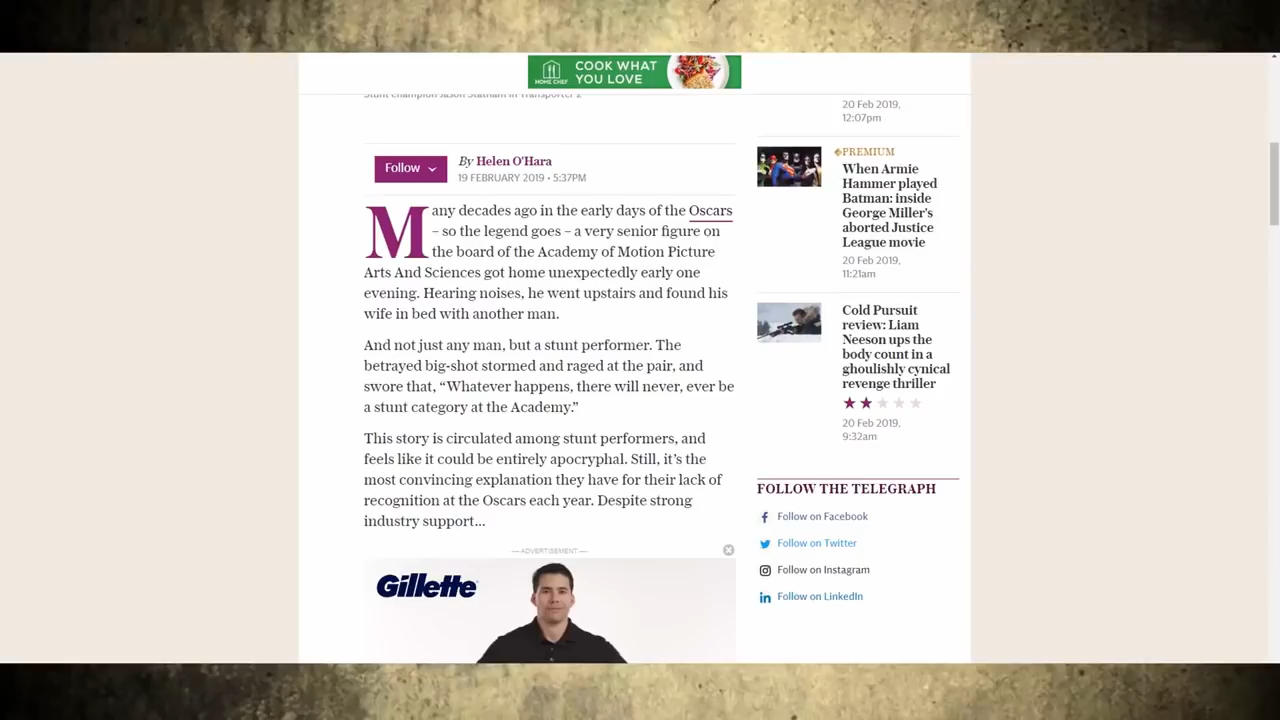 HOME CHEF
COOK WHAT
YOU LOVE
Stunt champion Jason Statham in Transporter 2
Follow
By Helen O'Hara
19 FEBRUARY 2019 • 5:37PM
Many decades ago in the early days of the Oscars
– so the legend goes – a very senior figure on
the board of the Academy of Motion Picture
Arts And Sciences got home unexpectedly early one
evening. Hearing noises, he went upstairs and found his
wife in bed with another man.
And not just any man, but a stunt performer. The
betrayed big-shot stormed and raged at the pair, and
swore that, “Whatever happens, there will never, ever be
a stunt category at the Academy.”
This story is circulated among stunt performers, and
feels like it could be entirely apocryphal. Still, it’s the
most convincing explanation they have for their lack of
recognition at the Oscars each year. Despite strong
industry support...
— ADVERTISEMENT —
Gillette
20 Feb 2019,
12:07pm
PREMIUM
When Armie
Hammer played
Batman: inside
George Miller's
aborted Justice
League movie
20 Feb 2019,
11:21am
Cold Pursuit
review: Liam
Neeson ups the
body count in a
ghoulishly cynical
revenge thriller
20 Feb 2019,
9:32am
FOLLOW THE TELEGRAPH
Follow on Facebook
Follow on Twitter
Follow on Instagram
Follow on LinkedIn